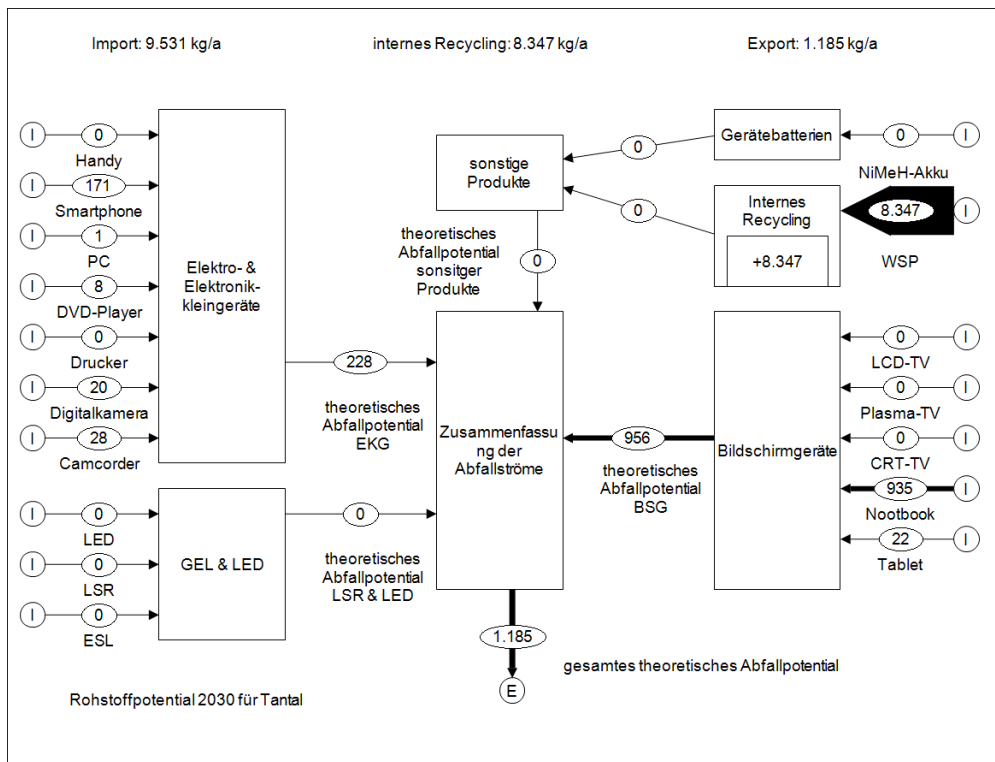 Import: 9.531 kg/a
internes Recycling: 8.347 kg/a
Export: 1.185 kg/a
I
0
Handy
I
171
Smartphone
I
1
PC
I
8
DVD-Player
I
0
Drucker
I
20
Digitalkamera
I
28
Camcorder
Elektro- &
Elektronik-
kleingeräte
228
theoretisches
Abfallpotential
EKG
I
0
LED
I
0
LSR
I
0
ESL
GEL & LED
0
theoretisches
Abfallpotential
LSR & LED
sonstige
Produkte
0
0
theoretisches
Abfallpotential
sonsitger
Produkte
0
Zusammenfassu
ng der
Abfallströme
1.185
E
gesamtes theoretisches Abfallpotential
Gerätebatterien
0
I
NiMeH-Akku
Internes
Recycling
+8.347
8.347
I
WSP
Bildschirmgeräte
956
theoretisches
Abfallpotential
BSG
0
I
LCD-TV
0
I
Plasma-TV
0
I
CRT-TV
935
I
Nootbook
22
I
Tablet
Rohstoffpotential 2030 für Tantal